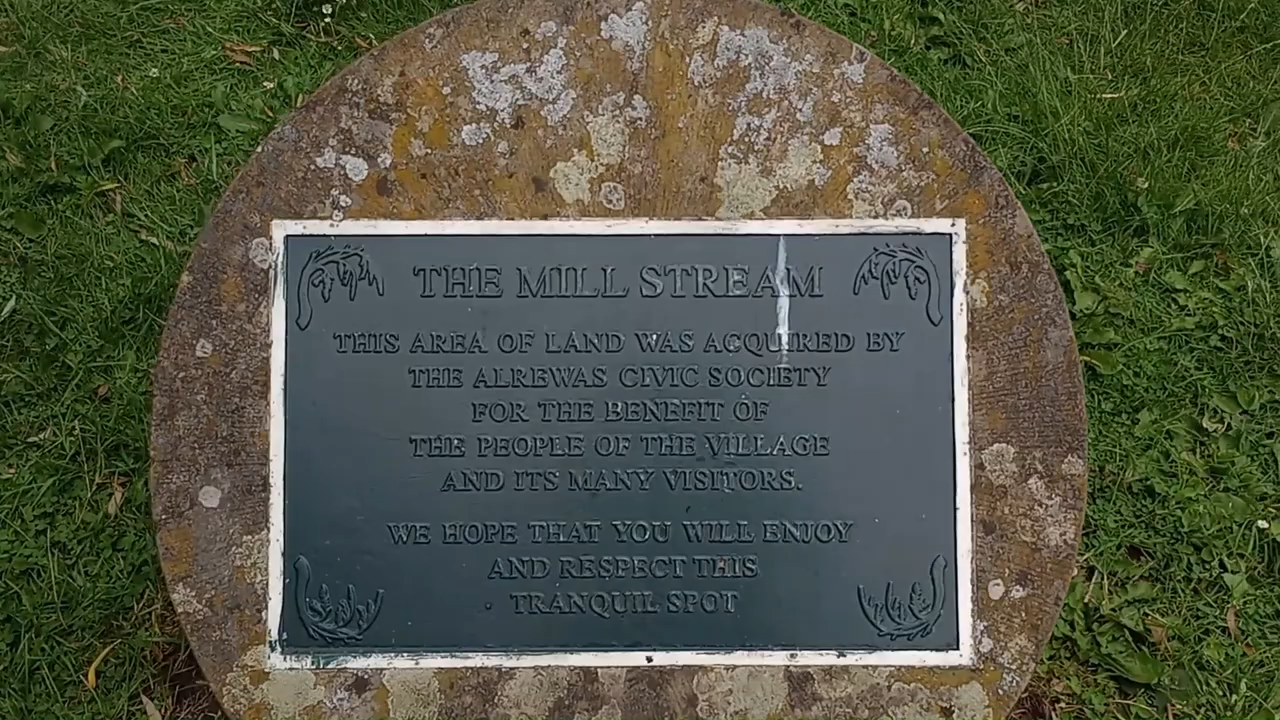 THE MILL STREAM
THIS AREA OF LAND WAS ACQUIRED BY
THE ALREWAS CIVIC SOCIETY
FOR THE BENEFIT OF
THE PEOPLE OF THE VILLAGE
AND ITS MANY VISITORS.
WE HOPE THAT YOU WILL ENJOY
AND RESPECT THIS
TRANQUIL SPOT